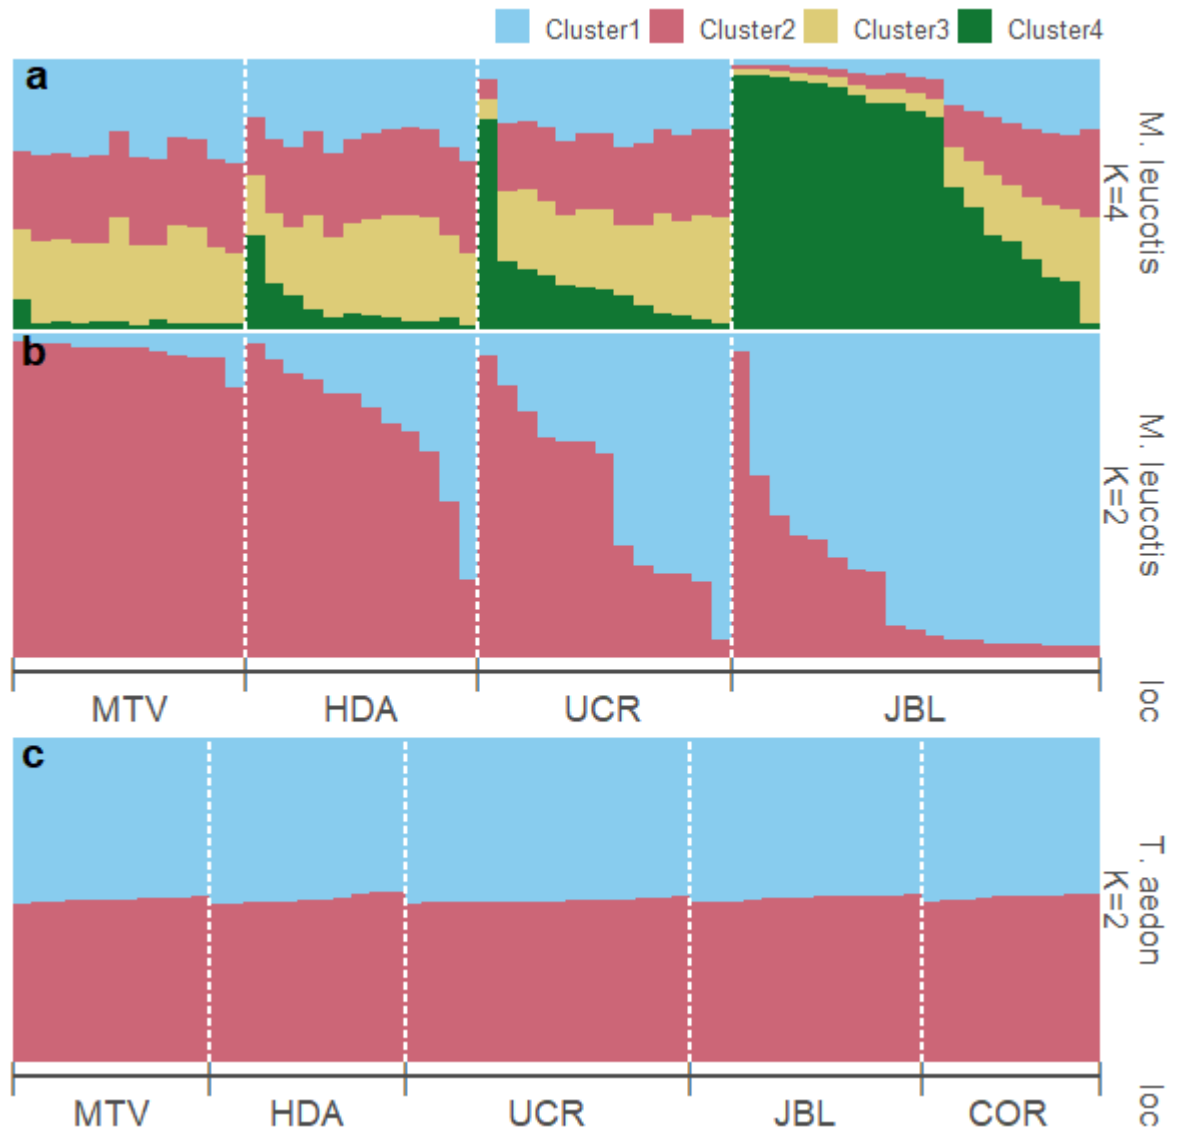 Cluster1 Cluster2 Cluster3 Cluster4
a
M. leucotis
K=4
b
M. leucotis
K=2
MTV HDA UCR JBL
loc
c
T. aedon
K=2
MTV HDA UCR JBL COR
loc